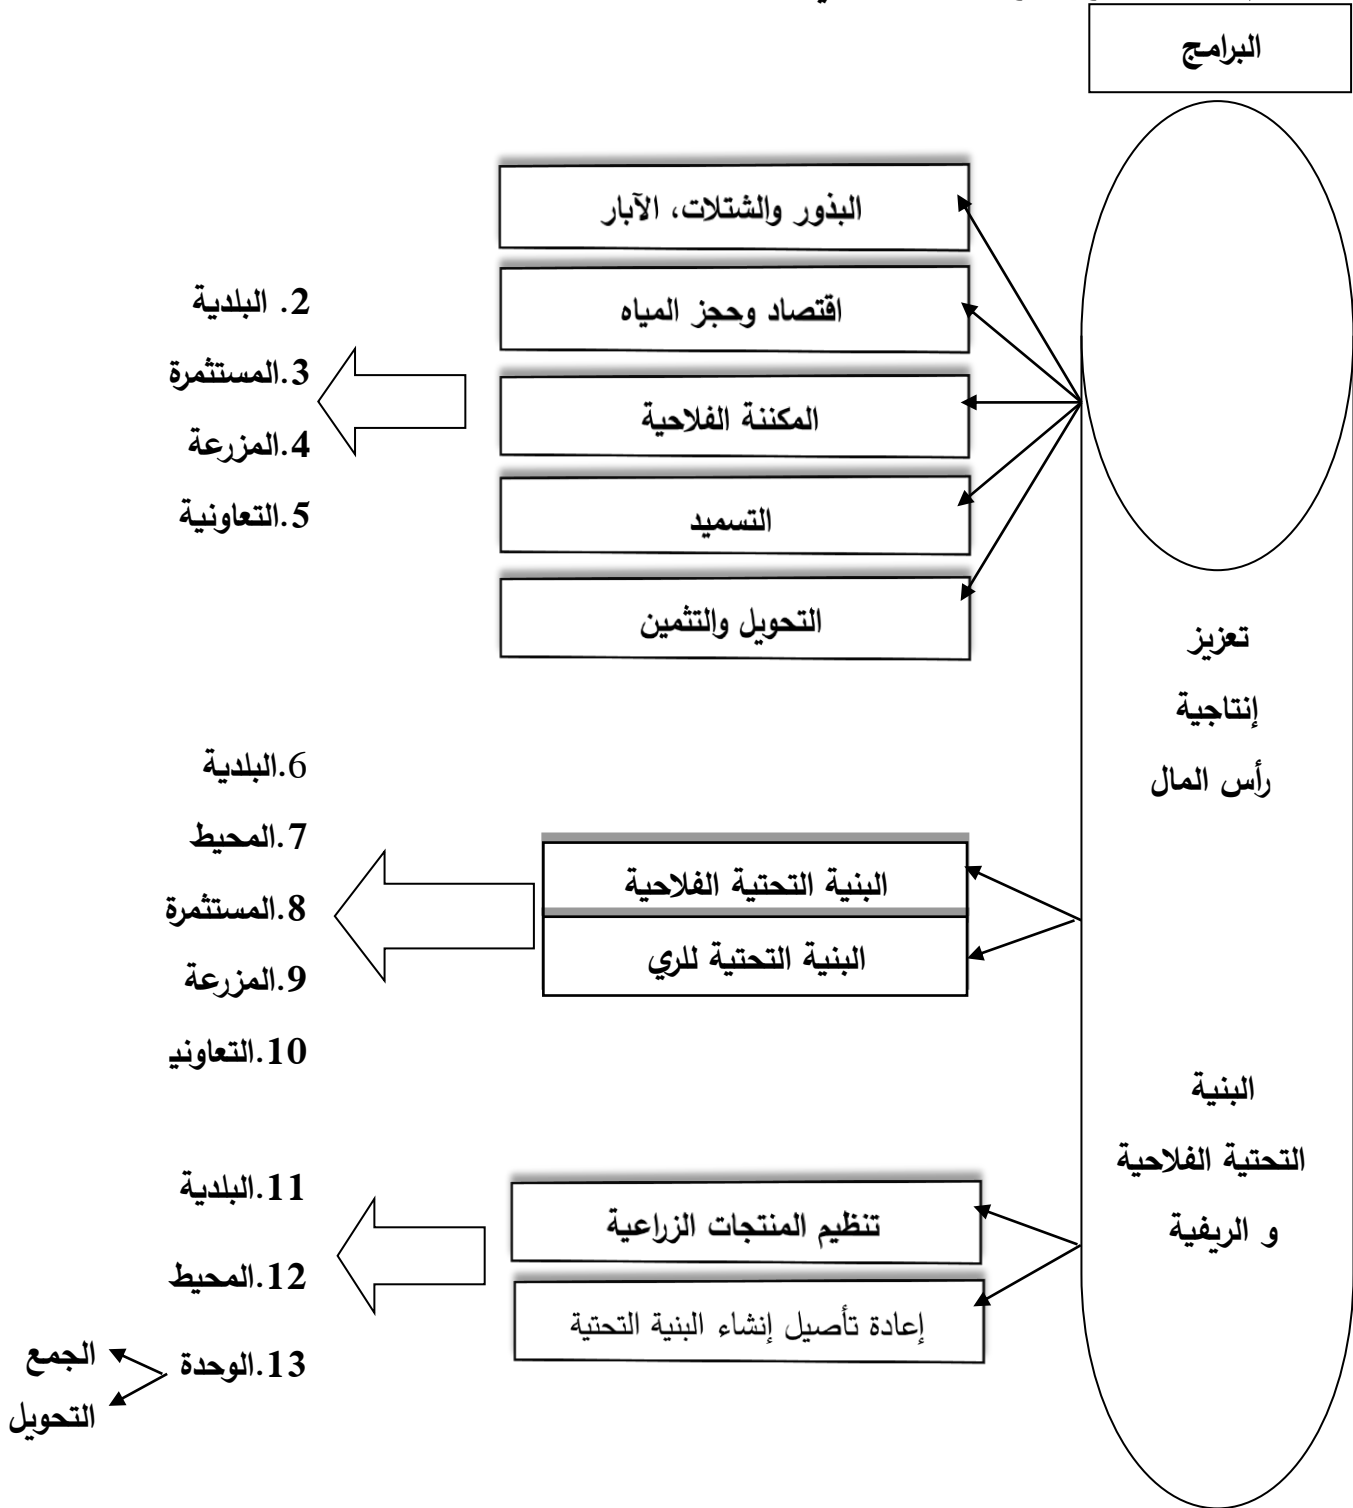 البرامج
البذور والشتلات، الآبار
اقتصاد وحجز المياه
المكننة الفلاحية
التسميد
التحويل والتثمين
2. البلدية
3.المستثمرة
4.المزرعة
5.التعاونية
تعزيز
إنتاجية
رأس المال
البنية التحتية الفلاحية
البنية التحتية للري
6.البلدية
7.المحيط
8.المستثمرة
9.المزرعة
10.التعاوني
البنية
التحتية الفلاحية
و الريفية
تنظيم المنتجات الزراعية
إعادة تأصيل إنشاء البنية التحتية
11.البلدية
12.المحيط
13.الوحدة
الجمع
التحويل